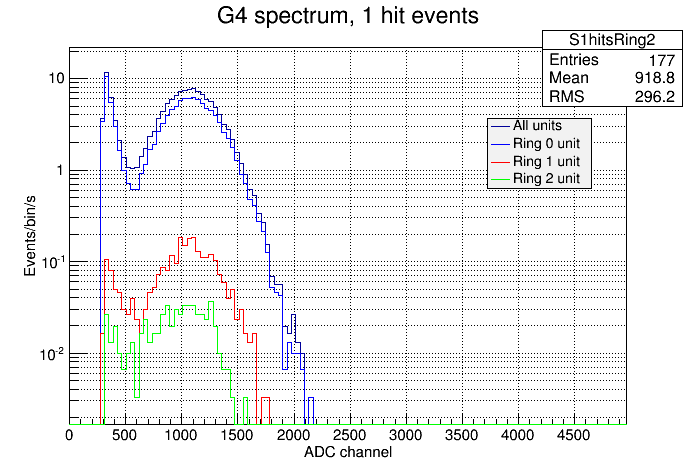 G4 spectrum, 1 hit events
S1hitsRing2
Entries 177
Mean 918.8
RMS 296.2
All units
Ring 0 unit
Ring 1 unit
Ring 2 unit
Events/bin/s
10
1
10⁻¹
10⁻²
0 500 1000 1500 2000 2500 3000 3500 4000 4500
ADC channel